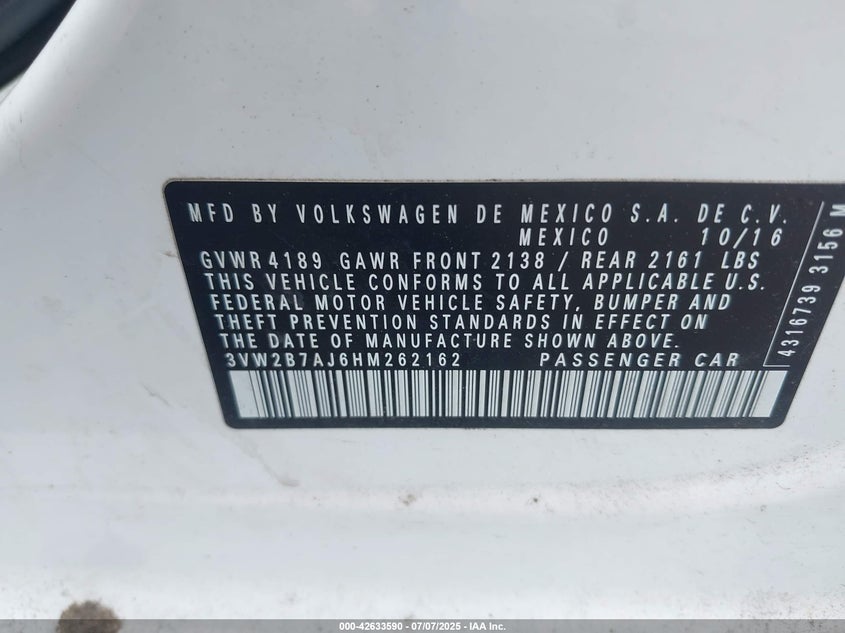 MFD BY VOLKSWAGEN DE MEXICO S.A. DE C.V.
MEXICO 10/16
GVWR 4189 GAWR FRONT 2138 / REAR 2161 LBS
THIS VEHICLE CONFORMS TO ALL APPLICABLE U.S.
FEDERAL MOTOR VEHICLE SAFETY, BUMPER AND
THEFT PREVENTION STANDARDS IN EFFECT ON
THE DATE OF MANUFACTURE SHOWN ABOVE.
3VW2B7AJ6HM262162 PASSENGER CAR
4316739 3156 M
000-42633590 - 07/07/2025 - IAA Inc.